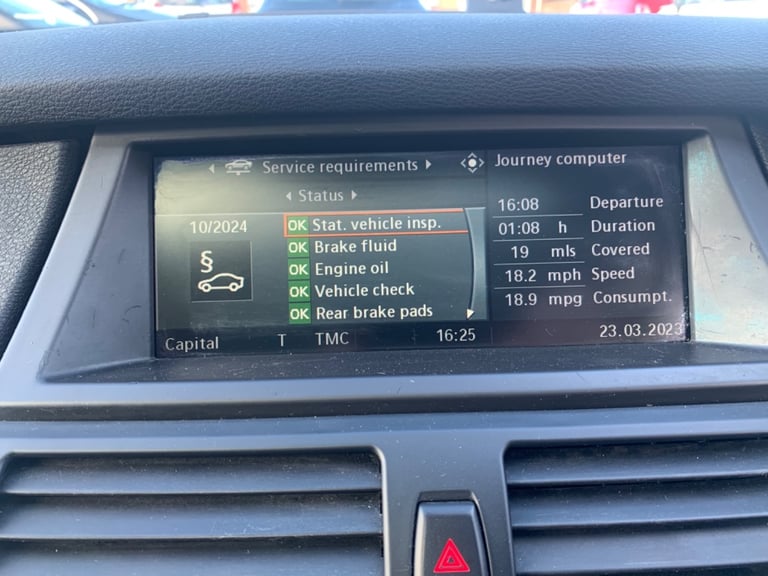 Service requirements
Status
10/2024
§
OK Stat. vehicle insp.
OK Brake fluid
OK Engine oil
OK Vehicle check
OK Rear brake pads
Journey computer
16:08 Departure
01:08 h Duration
19 mls Covered
18.2 mph Speed
18.9 mpg Consumpt.
Capital T TMC 16:25 23.03.2023